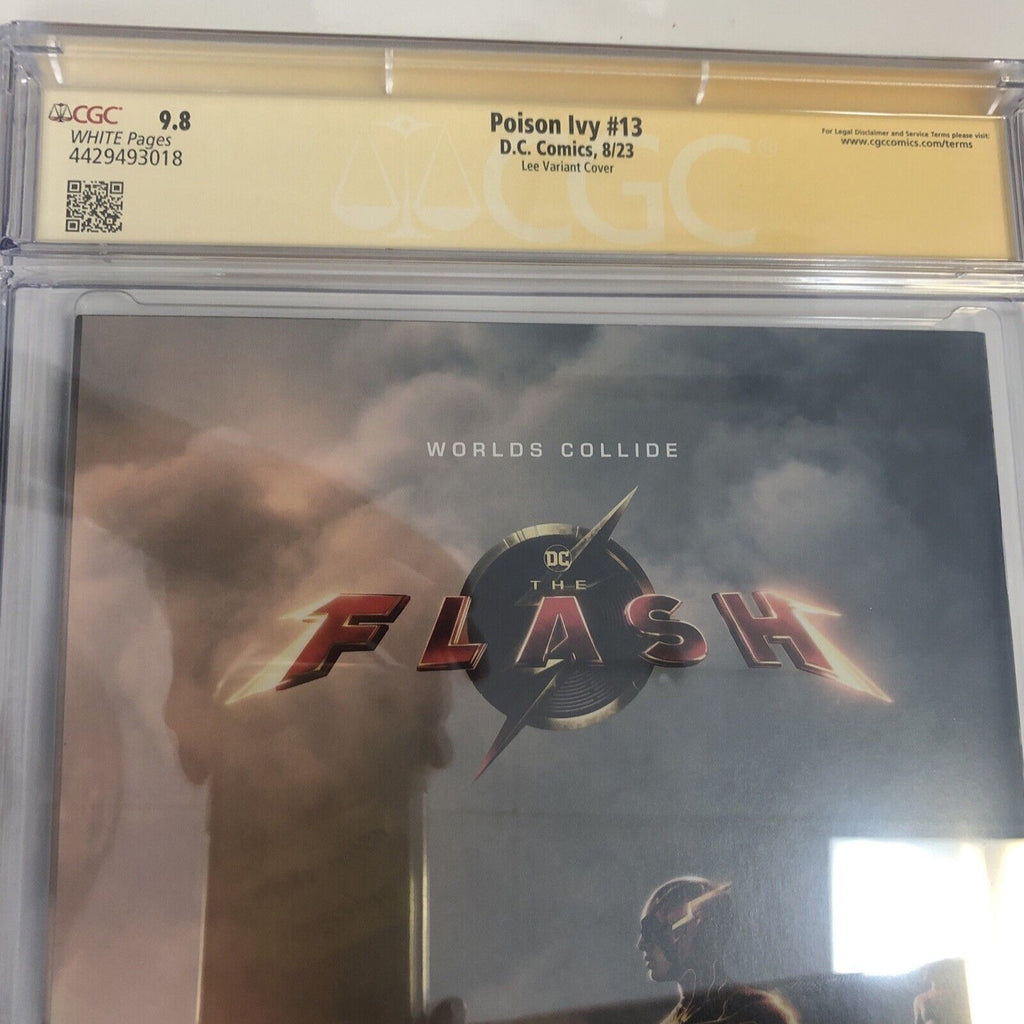 CGC
9.8
WHITE Pages
4429493018
Poison Ivy #13
D.C. Comics, 8/23
Lee Variant Cover
For Legal Disclaimer and Service Terms please visit:
www.cgccomics.com/terms
CGC
WORLDS COLLIDE
DC
THE
FLASH